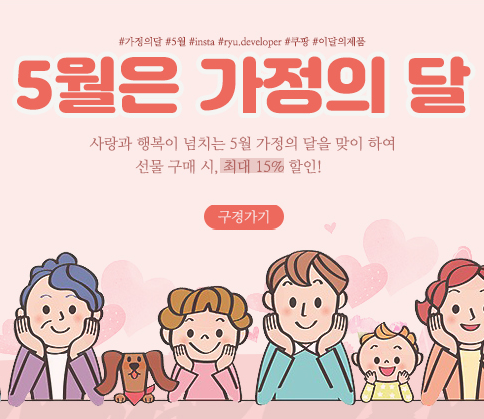 #가정의달 #5월 #insta #ryu.developer #쿠팡 #이달의제품
5월은 가정의 달
사랑과 행복이 넘치는 5월 가정의 달을 맞이 하여
선물 구매 시, 최대 15% 할인!
구경가기